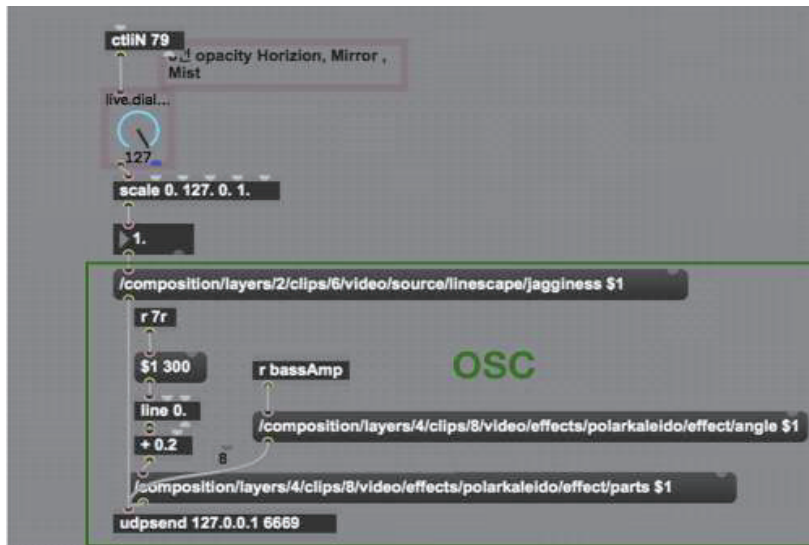 ctlIN 79
opacity Horizion, Mirror ,
Mist
live.dial...
127
scale 0. 127. 0. 1.
1.
/composition/layers/2/clips/6/video/source/linescape/jagginess $1
r 7r
$1 300
r bassAmp
OSC
line 0.
/composition/layers/4/clips/8/video/effects/polarkaleido/effect/angle $1
+ 0.2
8
/composition/layers/4/clips/8/video/effects/polarkaleido/effect/parts $1
udpsend 127.0.0.1 6669